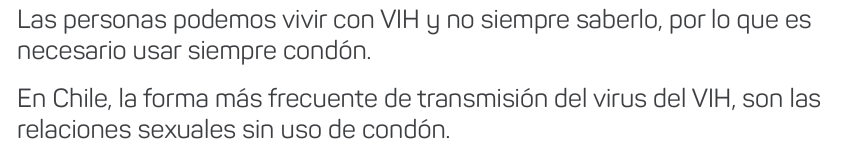 Las personas podemos vivir con VIH y no siempre saberlo, por lo que es
necesario usar siempre condón.
En Chile, la forma más frecuente de transmisión del virus del VIH, son las
relaciones sexuales sin uso de condón.